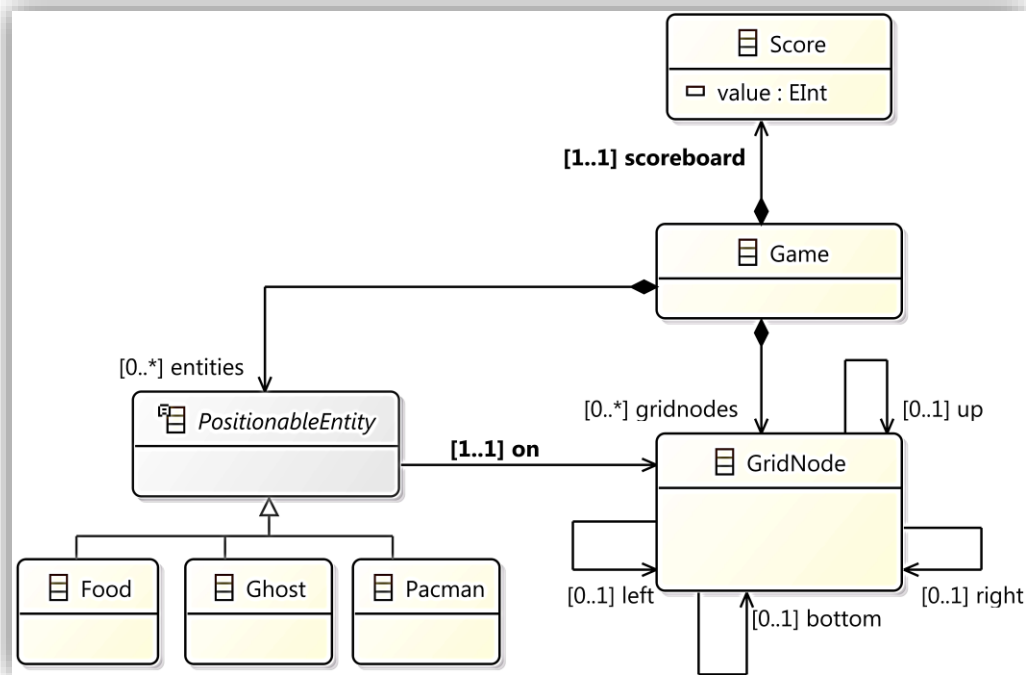 Score
value : EInt
[1..1] scoreboard
Game
[0..*] entities
[0..*] gridnodes
[0..1] up
PositionableEntity
[1..1] on
GridNode
Food
Ghost
Pacman
[0..1] left
[0..1] right
[0..1] bottom